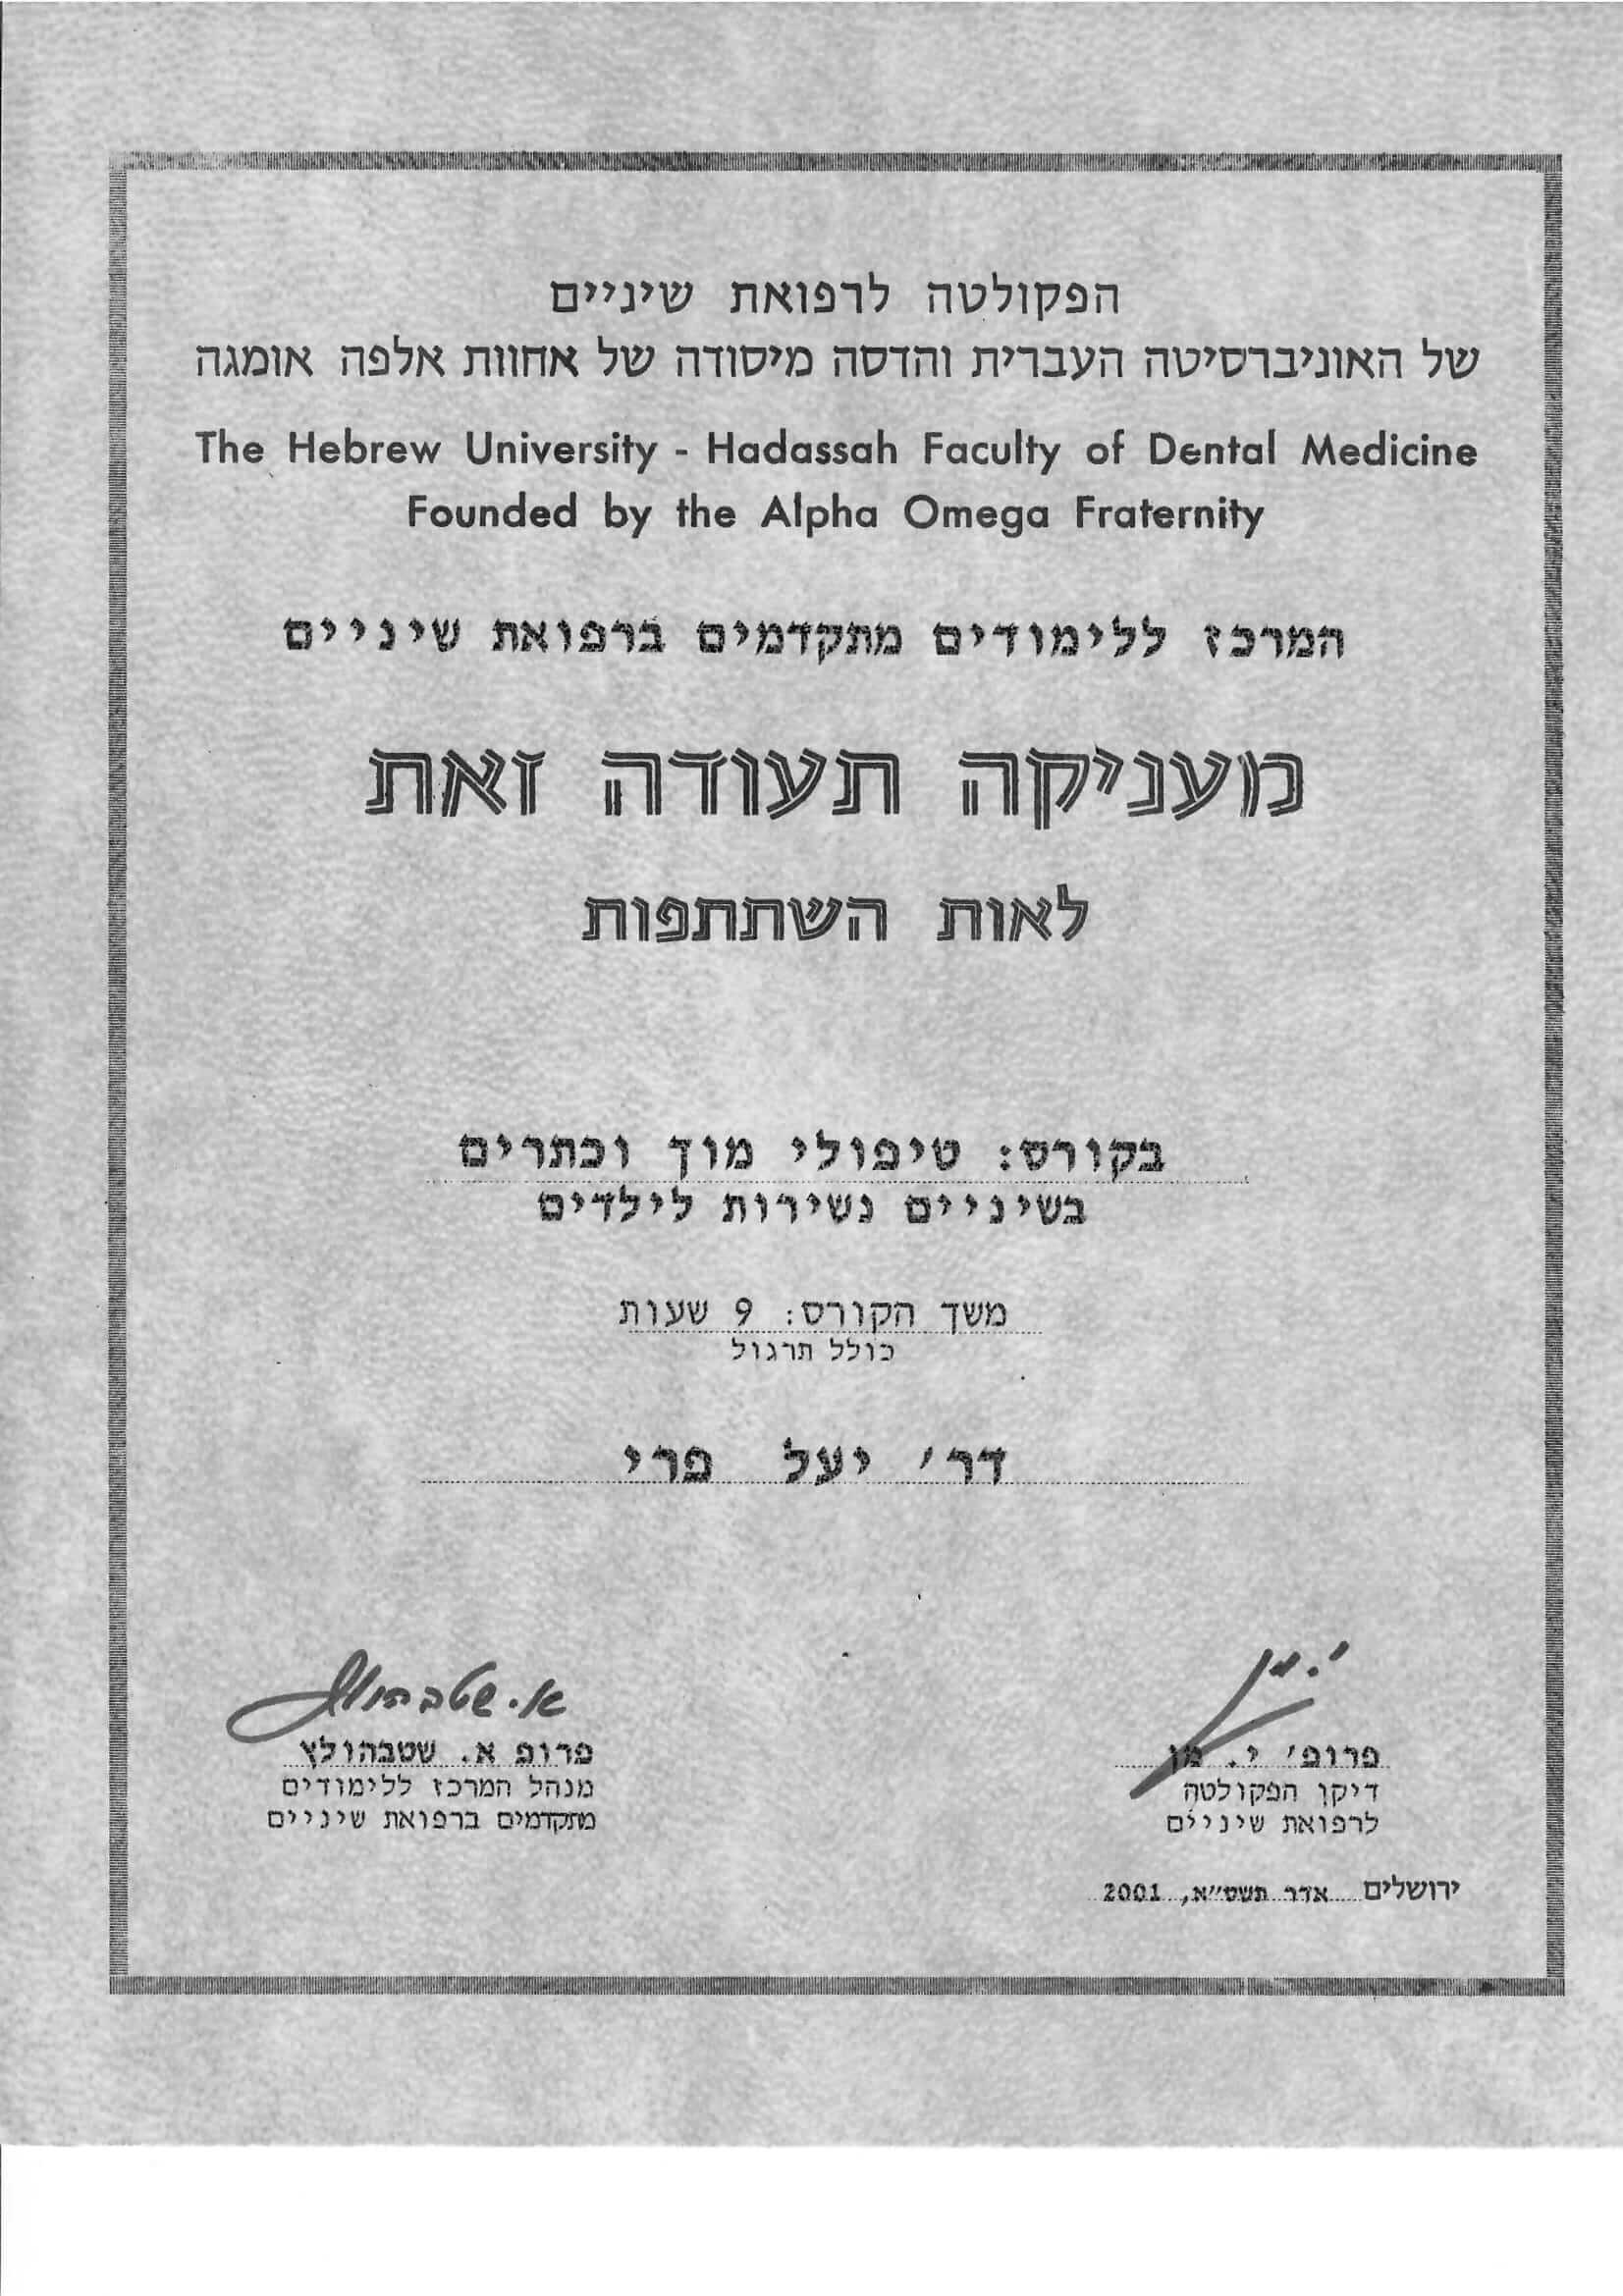 הפקולטה לרפואת שיניים
של האוניברסיטה העברית והדסה מיסודה של אחוות אלפה אומגה
The Hebrew University - Hadassah Faculty of Dental Medicine
Founded by the Alpha Omega Fraternity
המרכז ללימודים מתקדמים ברפואת שיניים
מעניקה תעודה זאת
לאות השתתפות
בקורס: טיפולי מוך וכתרים
בשיניים נשירות לילדים
משך הקורס: 9 שעות
כולל תרגול
דר' יעל פרי
י. מן
פרופ' י. מן
דיקן הפקולטה
לרפואת שיניים
ירושלים אדר תשס"א, 2001
א. שטבהולץ
פרופ א. שטבהולץ
מנהל המרכז ללימודים
מתקדמים ברפואת שיניים